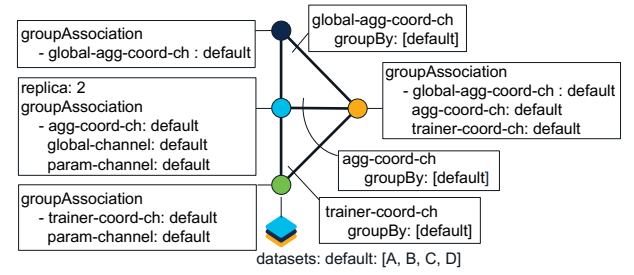 global-agg-coord-ch
groupBy: [default]
groupAssociation
- global-agg-coord-ch : default
replica: 2
groupAssociation
- agg-coord-ch: default
global-channel: default
param-channel: default
groupAssociation
- global-agg-coord-ch : default
agg-coord-ch: default
trainer-coord-ch: default
agg-coord-ch
groupBy: [default]
groupAssociation
- trainer-coord-ch: default
param-channel: default
trainer-coord-ch
groupBy: [default]
datasets: default: [A, B, C, D]